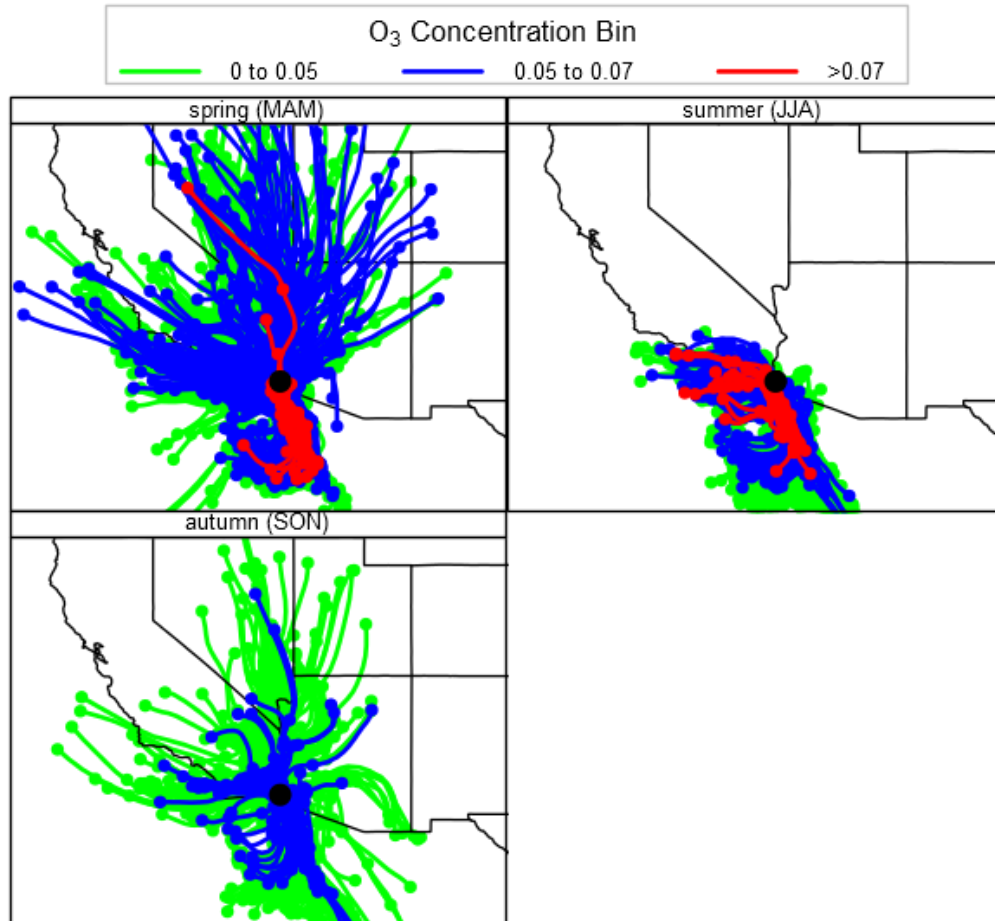 O₃ Concentration Bin
0 to 0.05 0.05 to 0.07 >0.07
spring (MAM) summer (JJA)
autumn (SON)